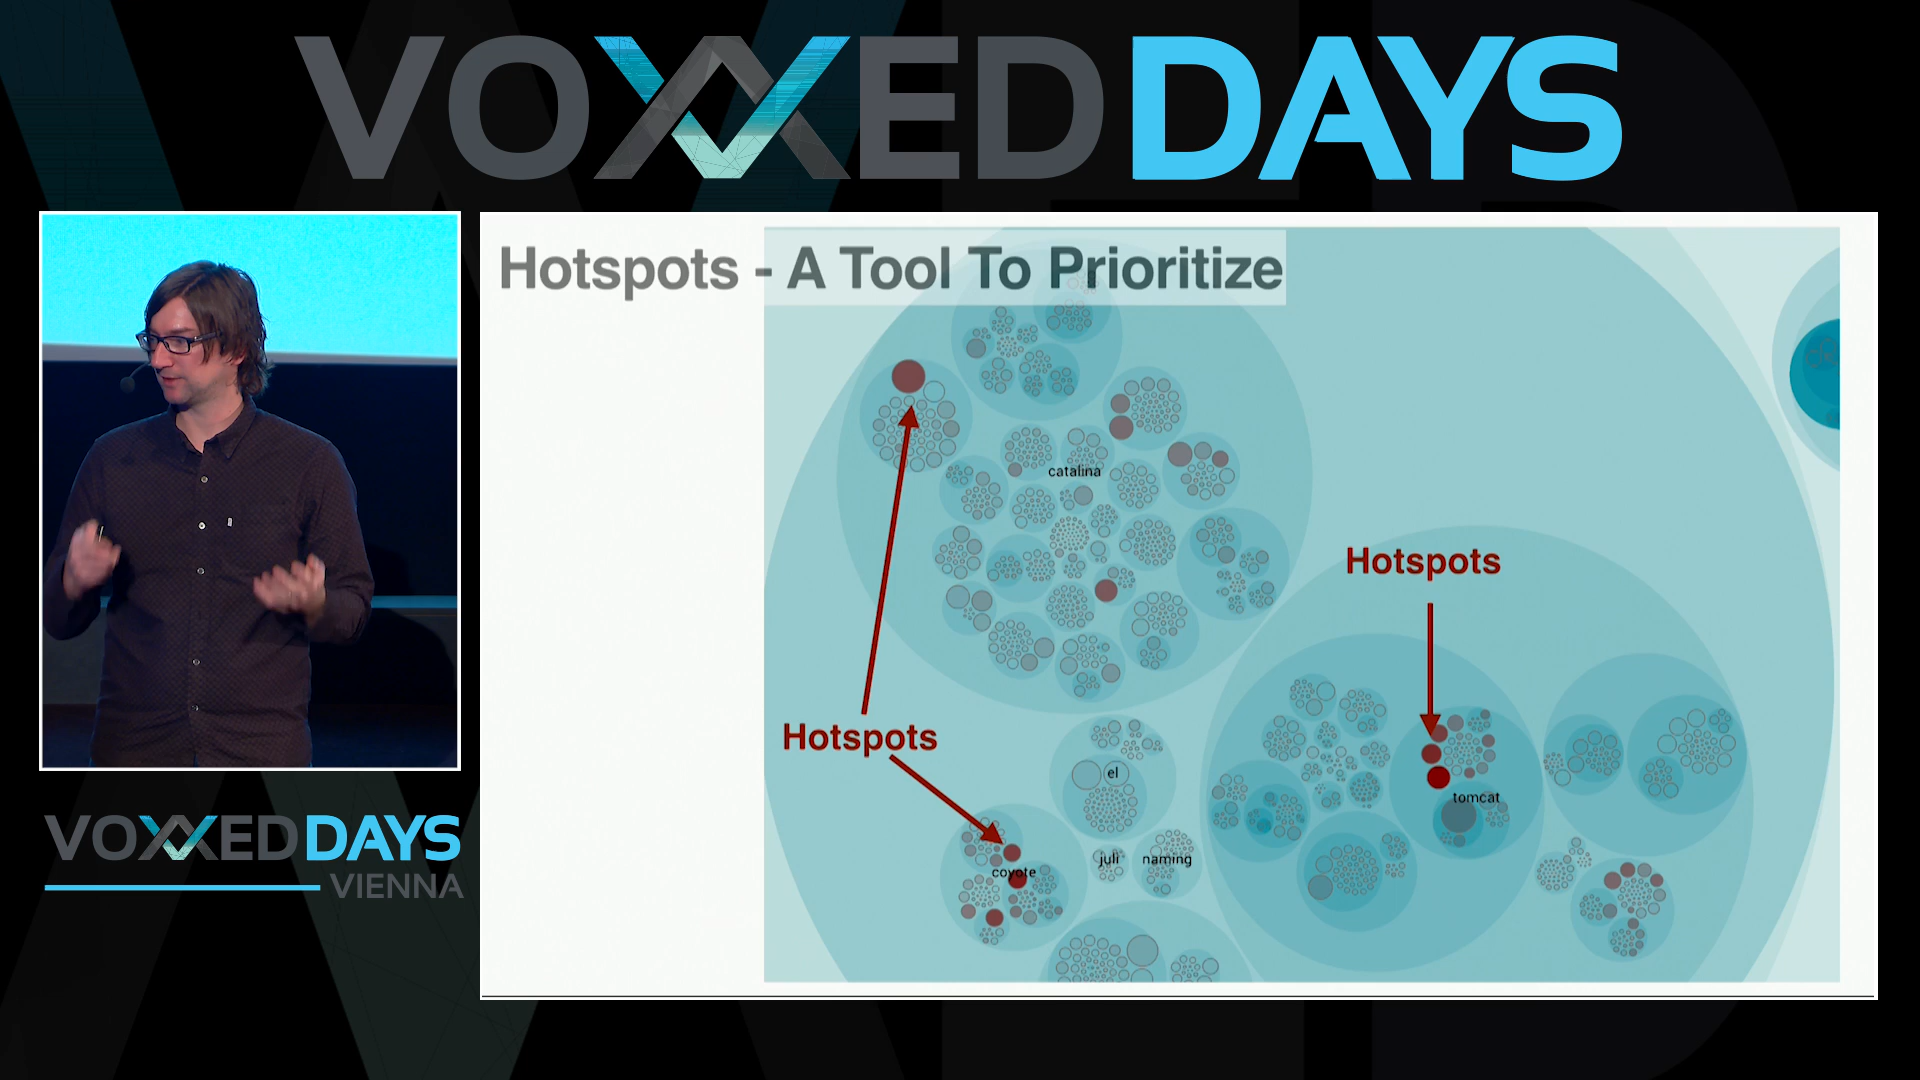 VOXXED DAYS
Hotspots - A Tool To Prioritize
catalina
Hotspots
Hotspots
el
tomcat
juli
naming
coyote
VOXXED DAYS
VIENNA